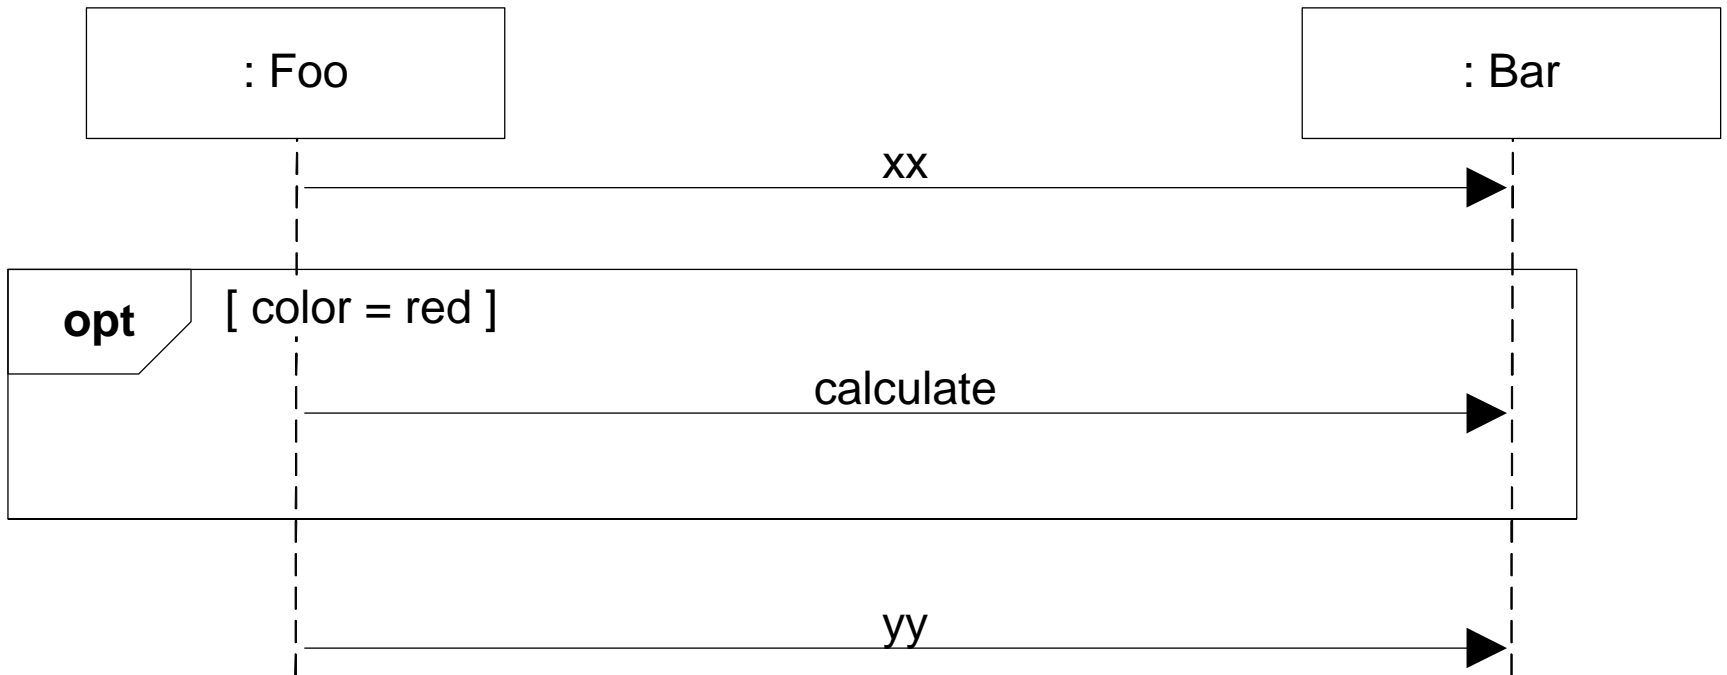 : Foo
: Bar
xx
opt
[ color = red ]
calculate
yy